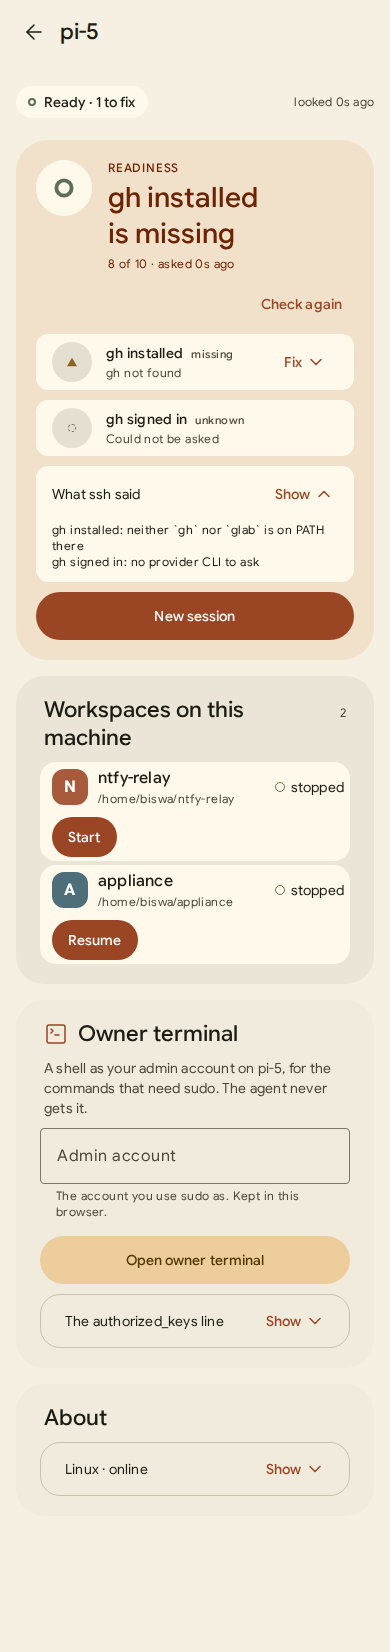 pi-5
Ready · 1 to fix
looked 0s ago
READINESS
gh installed
is missing
8 of 10 · asked 0s ago
Check again
gh installed missing
gh not found
Fix
gh signed in unknown
Could not be asked
What ssh said
Show
gh installed: neither `gh` nor `glab` is on PATH
there
gh signed in: no provider CLI to ask
New session
Workspaces on this
machine
2
N
ntfy-relay
/home/biswa/ntfy-relay
stopped
Start
A
appliance
/home/biswa/appliance
stopped
Resume
Owner terminal
A shell as your admin account on pi-5, for the
commands that need sudo. The agent never
gets it.
Admin account
The account you use sudo as. Kept in this
browser.
Open owner terminal
The authorized_keys line
Show
About
Linux · online
Show